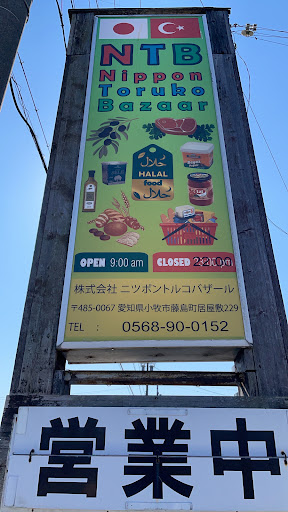 NTB
Nippon
Toruko
Bazaar
حلال
HALAL
food
حلال
OPEN 9:00 am
CLOSED
株式会社 ニッポントルコバザール
〒485-0067 愛知県小牧市藤島町居屋敷229
TEL : 0568-90-0152
営業中